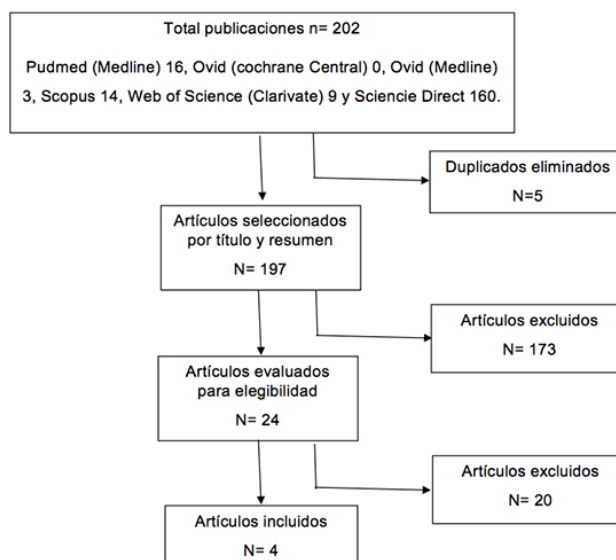 Total publicaciones n= 202
Pudmed (Medline) 16, Ovid (cochrane Central) 0, Ovid (Medline)
3, Scopus 14, Web of Science (Clarivate) 9 y Sciencie Direct 160.
Duplicados eliminados
N=5
Artículos seleccionados
por título y resumen
N= 197
Artículos excluidos
N= 173
Artículos evaluados
para elegibilidad
N= 24
Artículos excluidos
N= 20
Artículos incluidos
N= 4